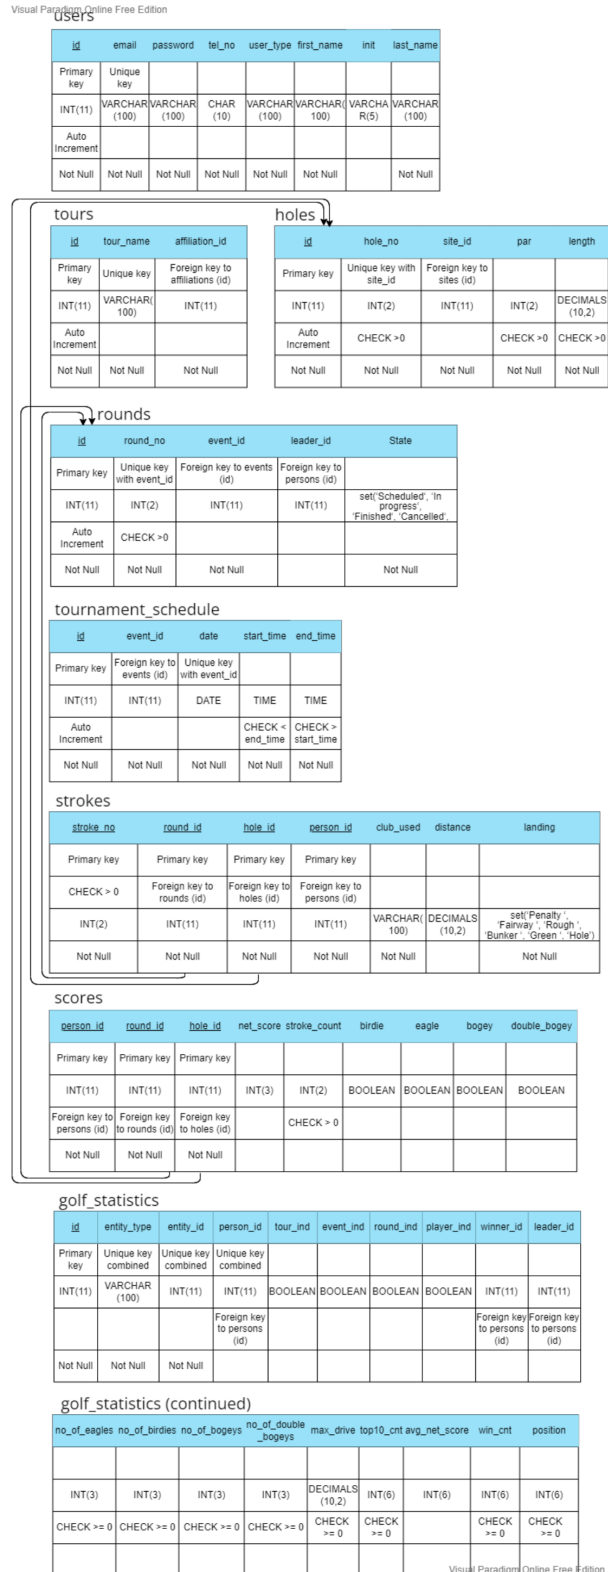 Visual Paradigm Online Free Edition
users
id email password tel_no user_type first_name init last_name
Primary key Unique key
INT(11) VARCHAR (100) VARCHAR (100) CHAR (10) VARCHAR (100) VARCHAR( 100) VARCHA R(5) VARCHAR (100)
Auto Increment
Not Null Not Null Not Null Not Null Not Null Not Null Not Null
tours
id tour_name affiliation_id
Primary key Unique key Foreign key to affiliations (id)
INT(11) VARCHAR( 100) INT(11)
Auto Increment
Not Null Not Null Not Null
holes
id hole_no site_id par length
Primary key Unique key with site_id Foreign key to sites (id)
INT(11) INT(2) INT(11) INT(2) DECIMALS (10,2)
Auto Increment CHECK >0 CHECK >0 CHECK >0
Not Null Not Null Not Null Not Null Not Null
rounds
id round_no event_id leader_id State
Primary key Unique key with event_id Foreign key to events (id) Foreign key to persons (id)
INT(11) INT(2) INT(11) INT(11) set('Scheduled', 'In progress', 'Finished', 'Cancelled',
Auto Increment CHECK >0
Not Null Not Null Not Null Not Null
tournament_schedule
id event_id date start_time end_time
Primary key Foreign key to events (id) Unique key with event_id
INT(11) INT(11) DATE TIME TIME
Auto Increment CHECK < end_time CHECK > start_time
Not Null Not Null Not Null Not Null Not Null
strokes
stroke_no round_id hole_id person_id club_used distance landing
Primary key Primary key Primary key Primary key
CHECK > 0 Foreign key to rounds (id) Foreign key to holes (id) Foreign key to persons (id)
INT(2) INT(11) INT(11) INT(11) VARCHAR( 100) DECIMALS (10,2) set('Penalty ', 'Fairway ', 'Rough ', 'Bunker ', 'Green ', 'Hole')
Not Null Not Null Not Null Not Null Not Null Not Null
scores
person_id round_id hole_id net_score stroke_count birdie eagle bogey double_bogey
Primary key Primary key Primary key
INT(11) INT(11) INT(11) INT(3) INT(2) BOOLEAN BOOLEAN BOOLEAN BOOLEAN
Foreign key to persons (id) Foreign key to rounds (id) Foreign key to holes (id) CHECK > 0
Not Null Not Null Not Null
golf_statistics
id entity_type entity_id person_id tour_ind event_ind round_ind player_ind winner_id leader_id
Primary key Unique key combined Unique key combined Unique key combined
INT(11) VARCHAR (100) INT(11) INT(11) BOOLEAN BOOLEAN BOOLEAN BOOLEAN INT(11) INT(11)
Foreign key to persons (id) Foreign key to persons (id) Foreign key to persons (id)
Not Null Not Null Not Null
golf_statistics (continued)
no_of_eagles no_of_birdies no_of_bogeys no_of_double _bogeys max_drive top10_cnt avg_net_score win_cnt position
INT(3) INT(3) INT(3) INT(3) DECIMALS (10,2) INT(6) INT(6) INT(6) INT(6)
CHECK >= 0 CHECK >= 0 CHECK >= 0 CHECK >= 0 CHECK >= 0 CHECK >= 0 CHECK >= 0 CHECK >= 0
Visual Paradigm Online Free Edition